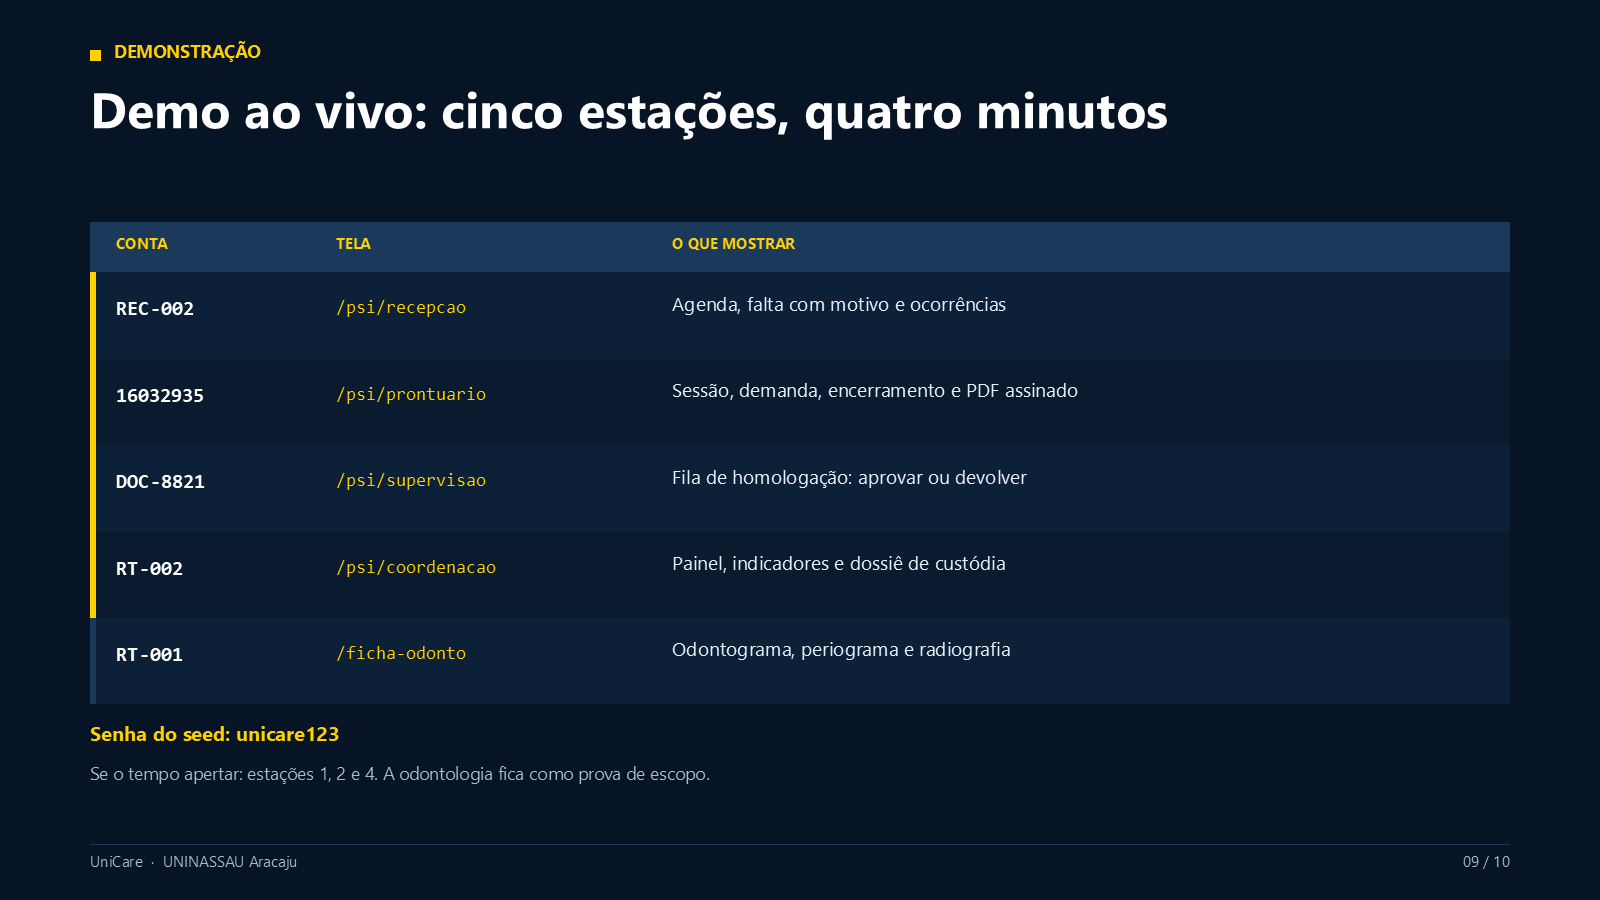 DEMONSTRAÇÃO
Demo ao vivo: cinco estações, quatro minutos
CONTA TELA O QUE MOSTRAR
REC-002 /psi/recepcao Agenda, falta com motivo e ocorrências
16032935 /psi/prontuario Sessão, demanda, encerramento e PDF assinado
DOC-8821 /psi/supervisao Fila de homologação: aprovar ou devolver
RT-002 /psi/coordenacao Painel, indicadores e dossiê de custódia
RT-001 /ficha-odonto Odontograma, periograma e radiografia
Senha do seed: unicare123
Se o tempo apertar: estações 1, 2 e 4. A odontologia fica como prova de escopo.
UniCare · UNINASSAU Aracaju 09 / 10